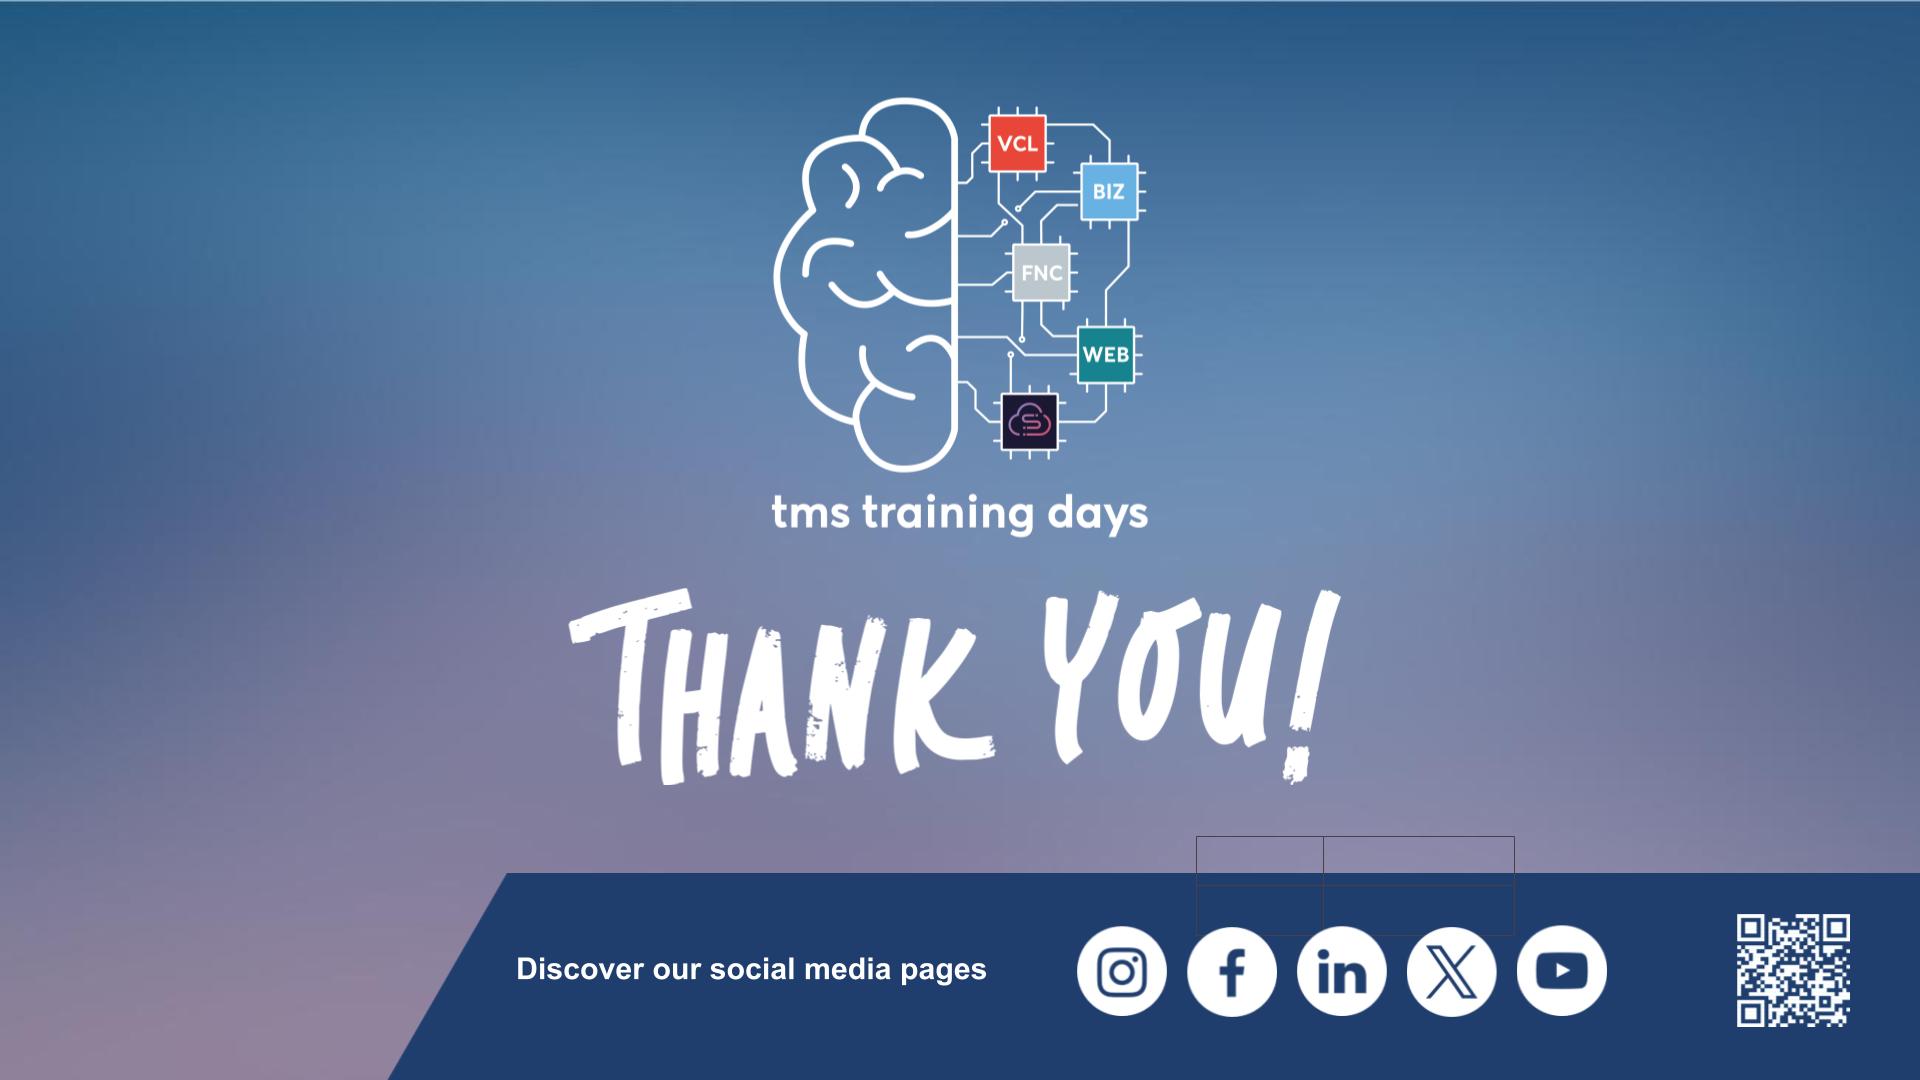 VCL
BIZ
FNC
WEB
tms training days
THANK YOU!
Discover our social media pages